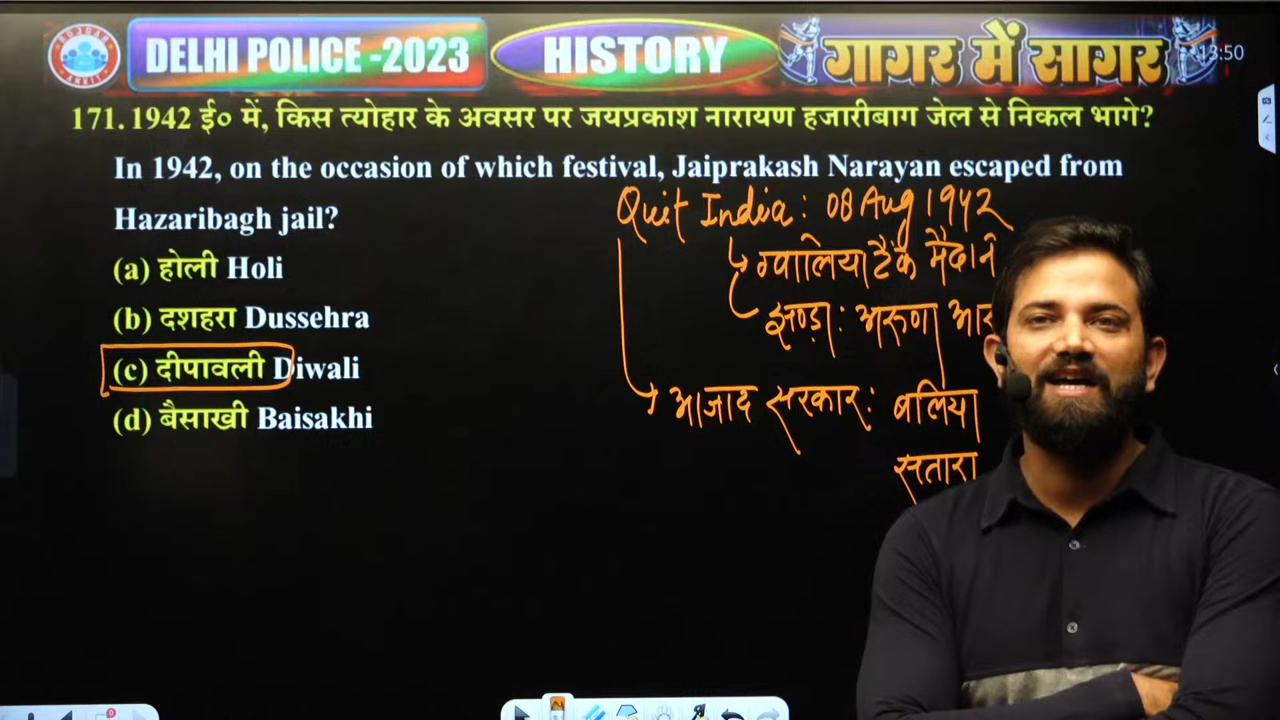 ROJGAR
ANKIT
DELHI POLICE -2023
HISTORY
गागर में सागर
13:50
171. 1942 ई० में, किस त्योहार के अवसर पर जयप्रकाश नारायण हजारीबाग जेल से निकल भागे?
In 1942, on the occasion of which festival, Jaiprakash Narayan escaped from
Hazaribagh jail?
Quit India: 08 Aug 1942
ग्वालिया टैंक मैदान
(a) होली Holi
(b) दशहरा Dussehra
झण्डा: अरुणा
(c) दीपावली Diwali
आजाद सरकार: बलिया
(d) बैसाखी Baisakhi
सतारा